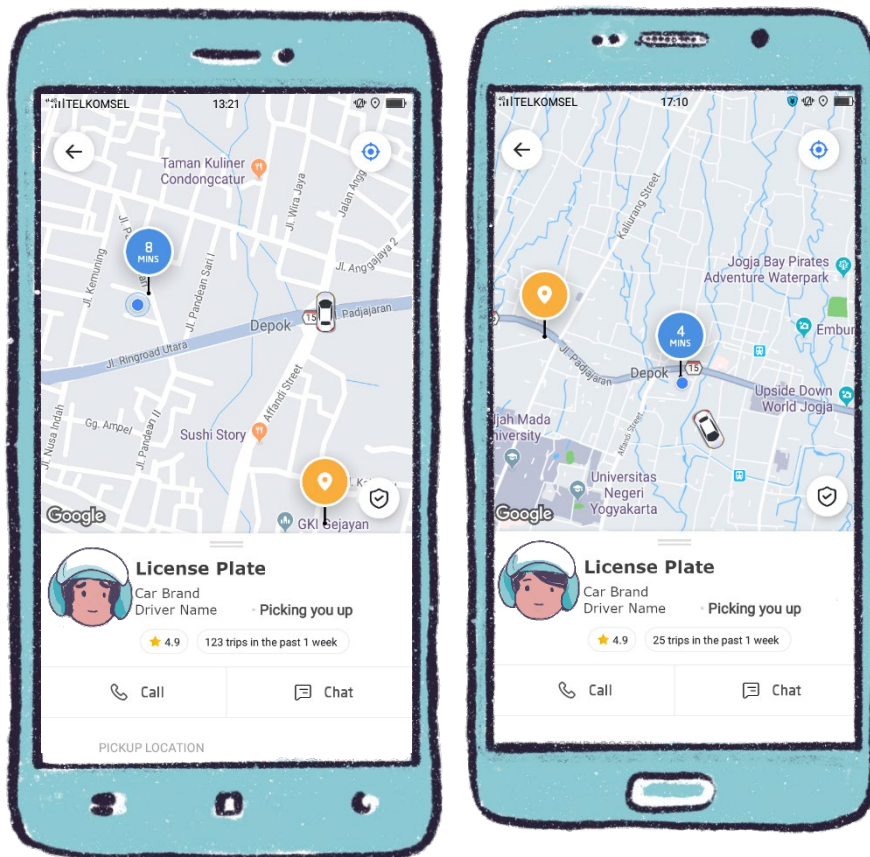 TELKOMSEL
13:21
Taman Kuliner
Condongcatur
Jl. Wira Jaya
8
MINS
Jl. Kemuning
Jl. Pandean Sari I
Jl. Anggajaya 2
15
Padjajaran
Depok
Jl. Ringroad Utara
Affandi Street
Gg. Ampel
Jl. Nusa Indah
Jl. Pandean II
Sushi Story
Google
GKI Gejayan
License Plate
Car Brand
Driver Name
Picking you up
4.9
123 trips in the past 1 week
Call
Chat
PICKUP LOCATION
TELKOMSEL
17:10
Kaliurang Street
Jogja Bay Pirates
Adventure Waterpark
4
MINS
Jl. Padjajaran
Depok
15
Upside Down
World Jogja
Affandi Street
Universitas
Negeri
Yogyakarta
Google
License Plate
Car Brand
Driver Name
Picking you up
4.9
25 trips in the past 1 week
Call
Chat